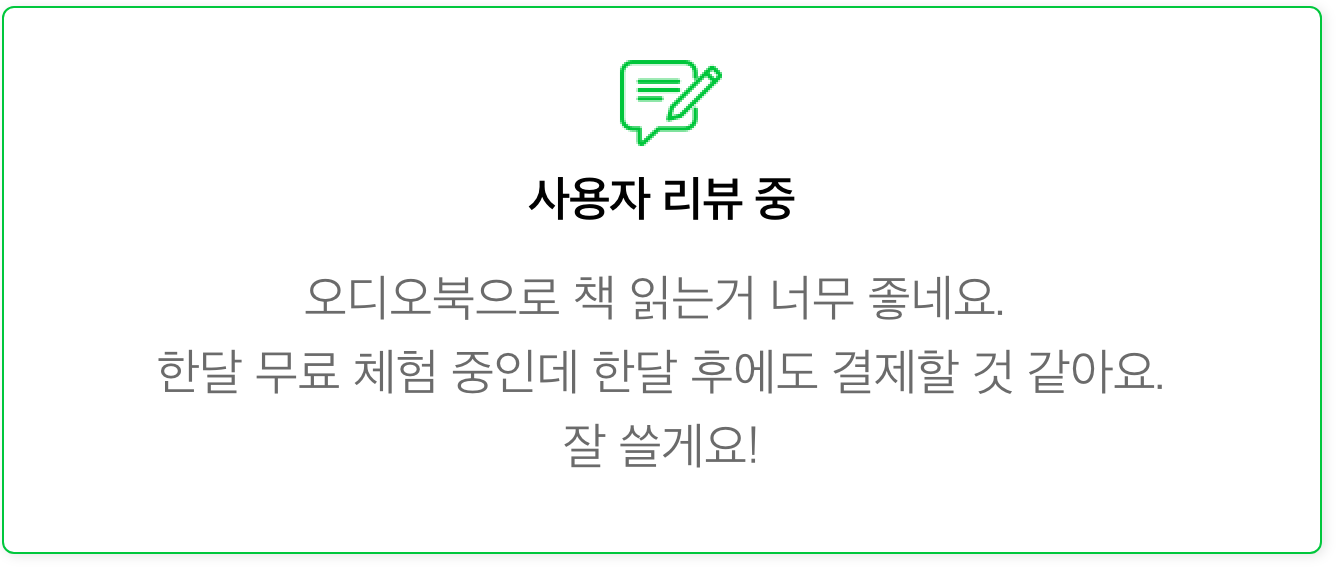 사용자 리뷰 중
오디오북으로 책 읽는거 너무 좋네요.
한달 무료 체험 중인데 한달 후에도 결제할 것 같아요.
잘 쓸게요!